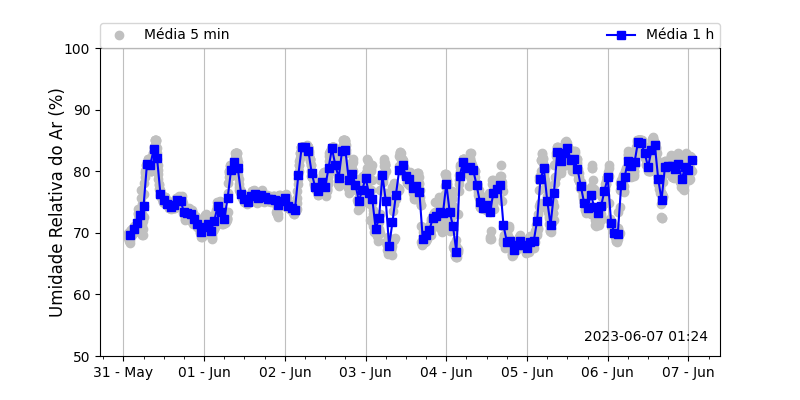 Média 5 min
Média 1 h
Umidade Relativa do Ar (%)
100
90
80
70
60
50
2023-06-07 01:24
31 - May
01 - Jun
02 - Jun
03 - Jun
04 - Jun
05 - Jun
06 - Jun
07 - Jun